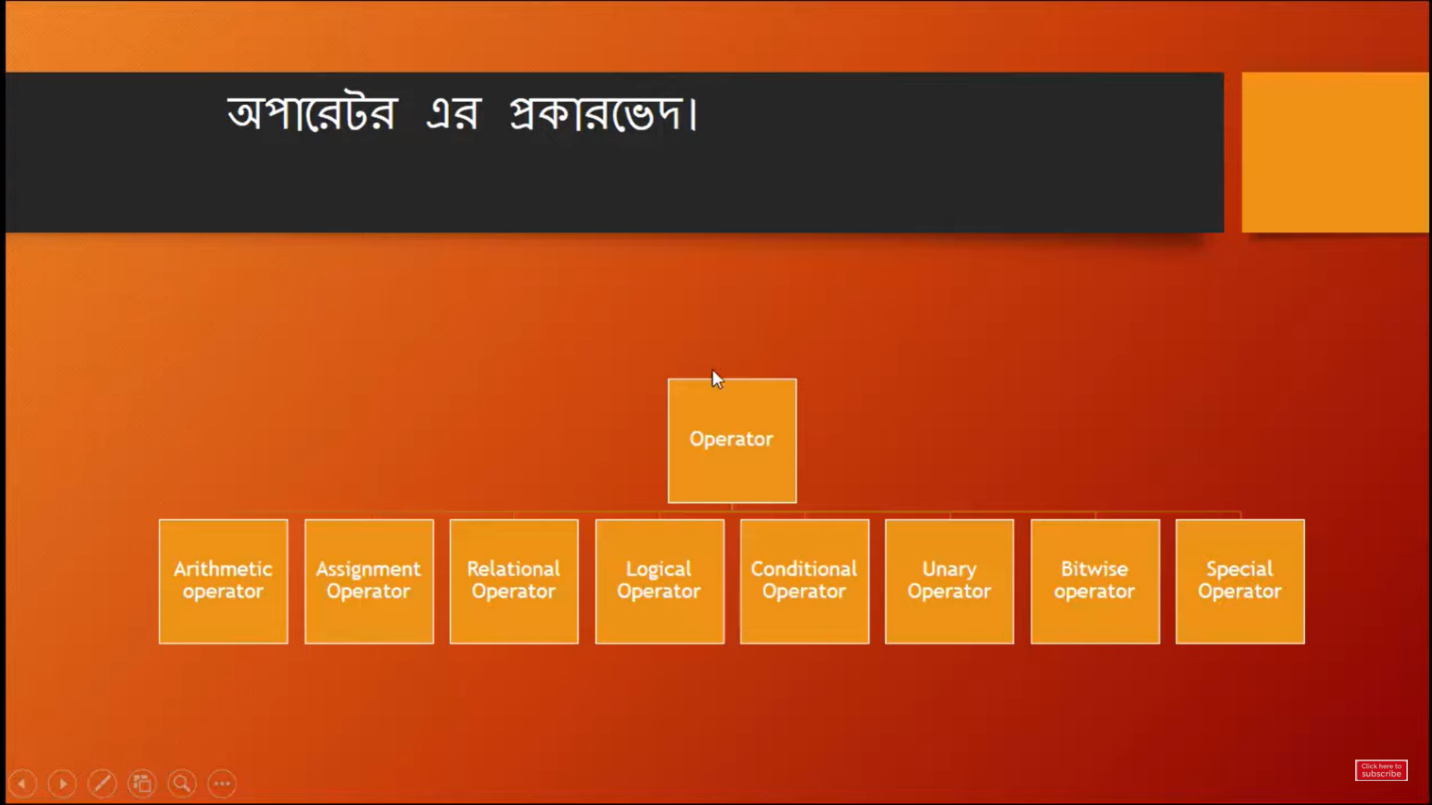 অপারেটর এর প্রকারভেদ।
Operator
Arithmetic
operator
Assignment
Operator
Relational
Operator
Logical
Operator
Conditional
Operator
Unary
Operator
Bitwise
operator
Special
Operator
Click here to
subscribe